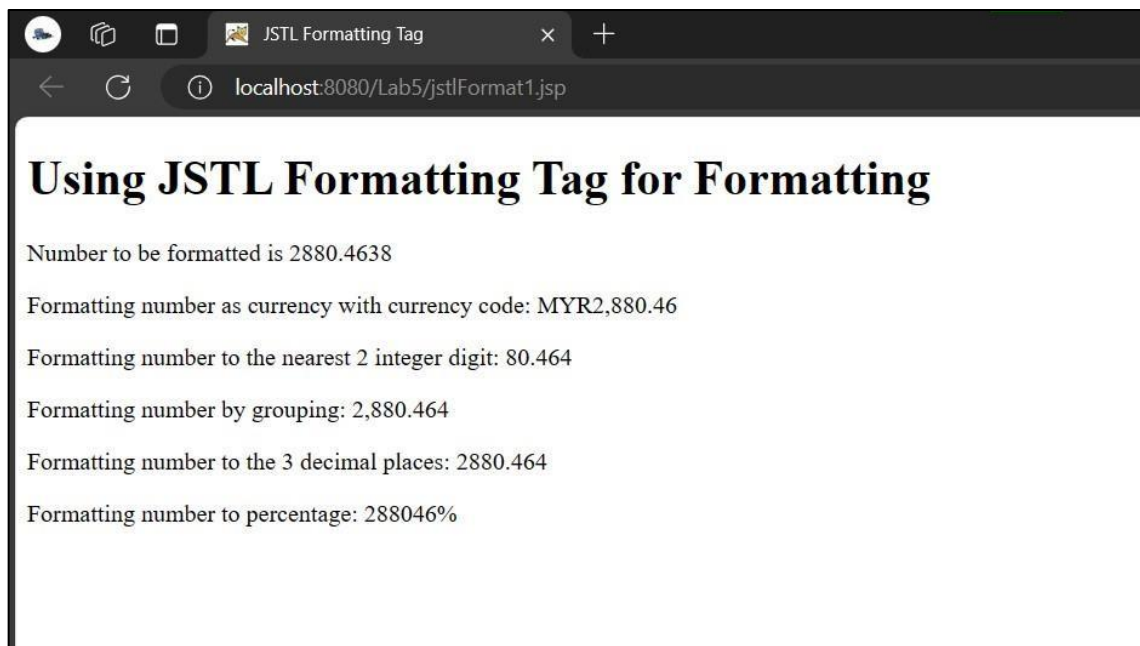 JSTL Formatting Tag
localhost:8080/Lab5/jstlFormat1.jsp
Using JSTL Formatting Tag for Formatting
Number to be formatted is 2880.4638
Formatting number as currency with currency code: MYR2,880.46
Formatting number to the nearest 2 integer digit: 80.464
Formatting number by grouping: 2,880.464
Formatting number to the 3 decimal places: 2880.464
Formatting number to percentage: 288046%